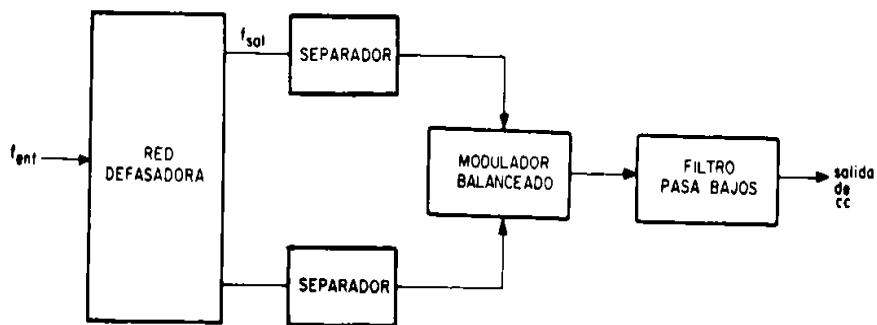 f_ent
RED
DEFASADORA
f_sal
SEPARADOR
SEPARADOR
MODULADOR
BALANCEADO
FILTRO
PASA BAJOS
salida
de
cc